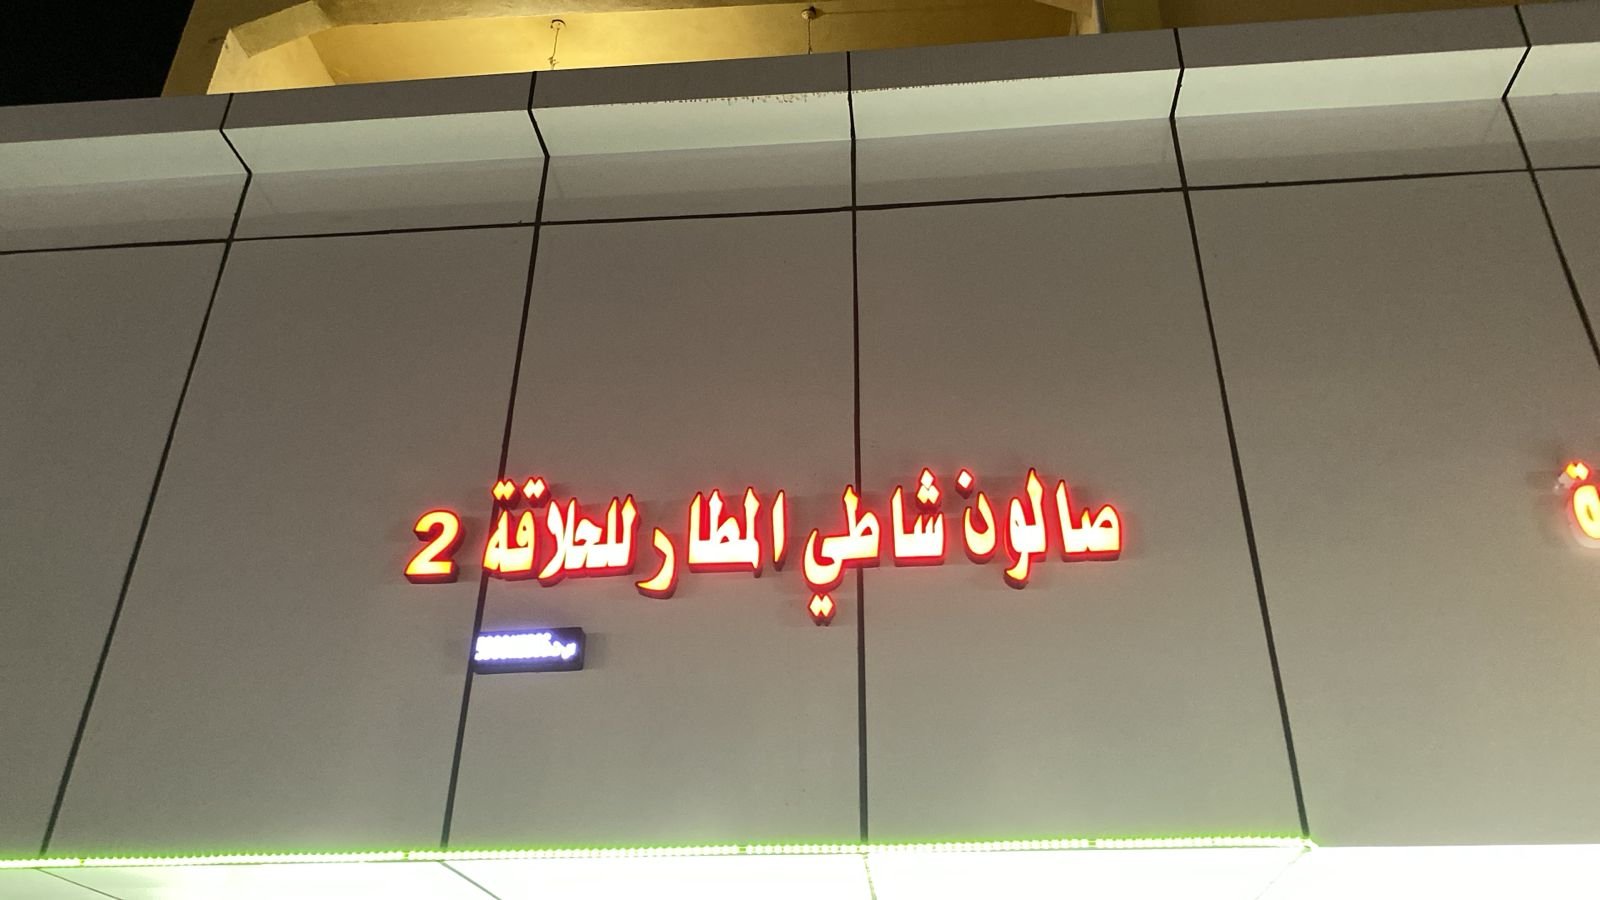 صالون شاطي المطار للحلاقة 2